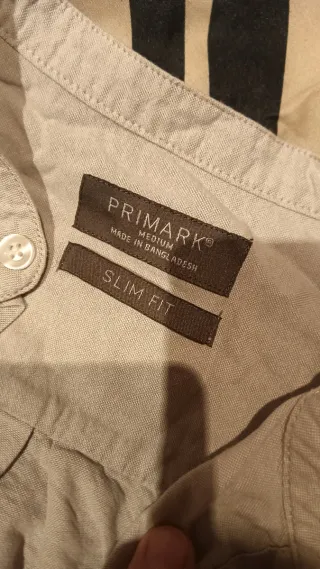 PRIMARK®
MEDIUM
MADE IN BANGLADESH
SLIM FIT